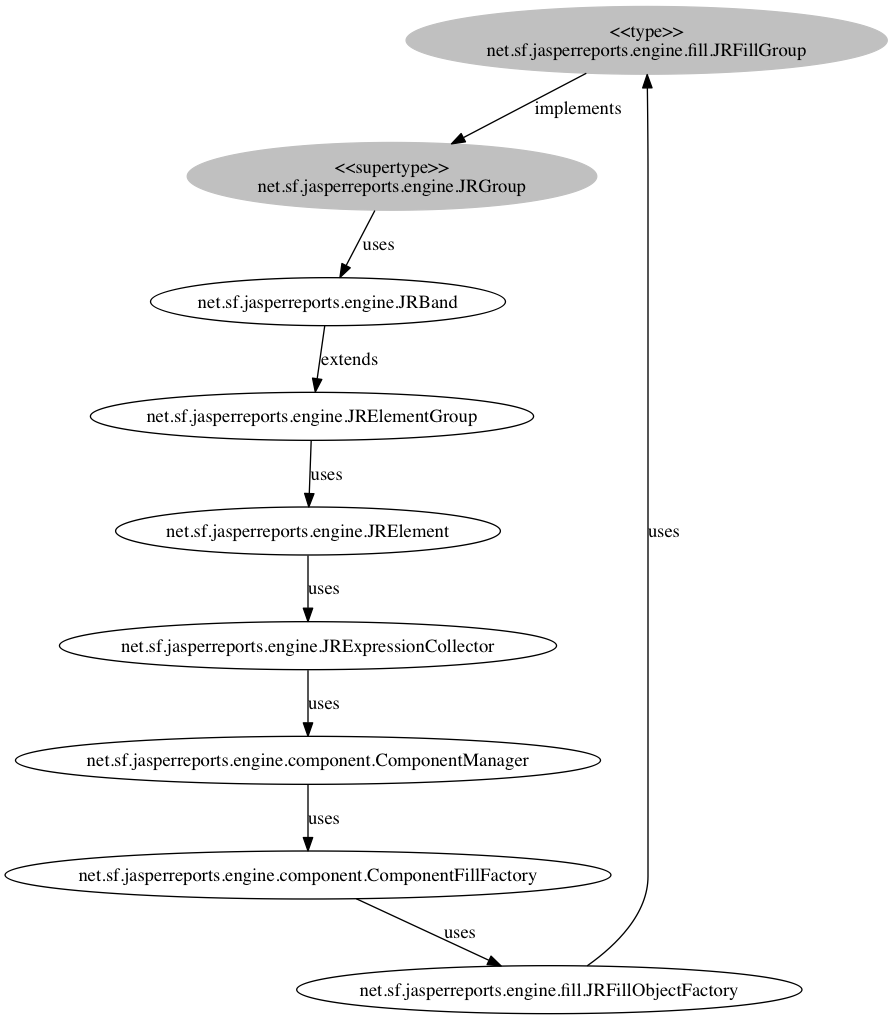 <<type>>
net.sf.jasperreports.engine.fill.JRFillGroup
implements
<<supertype>>
net.sf.jasperreports.engine.JRGroup
uses
net.sf.jasperreports.engine.JRBand
extends
net.sf.jasperreports.engine.JRElementGroup
uses
net.sf.jasperreports.engine.JRElement
uses
uses
net.sf.jasperreports.engine.JRExpressionCollector
uses
net.sf.jasperreports.engine.component.ComponentManager
uses
net.sf.jasperreports.engine.component.ComponentFillFactory
uses
net.sf.jasperreports.engine.fill.JRFillObjectFactory